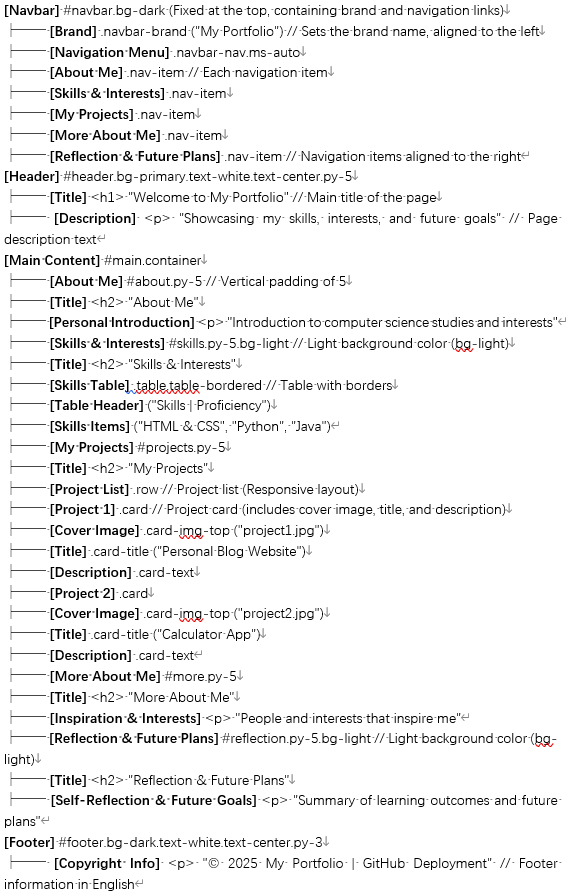 [Navbar] #navbar.bg-dark (Fixed at the top, containing brand and navigation links)↓
├── [Brand] .navbar-brand ("My Portfolio") // Sets the brand name, aligned to the left↓
├── [Navigation Menu] .navbar-nav.ms-auto↓
├── [About Me] .nav-item // Each navigation item↓
├── [Skills & Interests] .nav-item↓
├── [My Projects] .nav-item↓
├── [More About Me] .nav-item↓
├── [Reflection & Future Plans] .nav-item // Navigation items aligned to the right↵
[Header] #header.bg-primary.text-white.text-center.py-5↓
├── [Title] <h1> "Welcome to My Portfolio" // Main title of the page↓
├── [Description] <p> "Showcasing my skills, interests, and future goals" // Page
description text↵
[Main Content] #main.container↓
├── [About Me] #about.py-5 // Vertical padding of 5↓
├── [Title] <h2> "About Me"↓
├── [Personal Introduction] <p> "Introduction to computer science studies and interests"↵
├── [Skills & Interests] #skills.py-5.bg-light // Light background color (bg-light)↓
├── [Title] <h2> "Skills & Interests"↓
├── [Skills Table] .table.table-bordered // Table with borders↓
├── [Table Header] ("Skills | Proficiency")↓
├── [Skills Items] ("HTML & CSS", "Python", "Java")↵
├── [My Projects] #projects.py-5↓
├── [Title] <h2> "My Projects"↓
├── [Project List] .row // Project list (Responsive layout)↓
├── [Project 1] .card // Project card (includes cover image, title, and description)↓
├── [Cover Image] .card-img-top ("project1.jpg")↓
├── [Title] .card-title ("Personal Blog Website")↓
├── [Description] .card-text↓
├── [Project 2] .card↓
├── [Cover Image] .card-img-top ("project2.jpg")↓
├── [Title] .card-title ("Calculator App")↓
├── [Description] .card-text↵
├── [More About Me] #more.py-5↓
├── [Title] <h2> "More About Me"↓
├── [Inspiration & Interests] <p> "People and interests that inspire me"↵
├── [Reflection & Future Plans] #reflection.py-5.bg-light // Light background color (bg-
light)↓
├── [Title] <h2> "Reflection & Future Plans"↓
├── [Self-Reflection & Future Goals] <p> "Summary of learning outcomes and future
plans"↵
[Footer] #footer.bg-dark.text-white.text-center.py-3↓
├── [Copyright Info] <p> "© 2025 My Portfolio | GitHub Deployment" // Footer
information in English↵